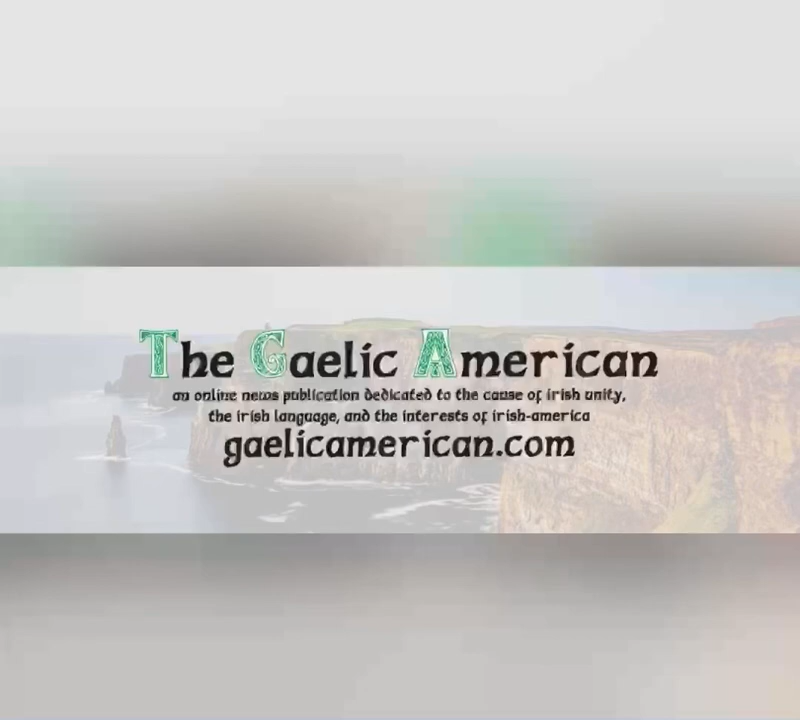 The Gaelic American
an online news publication dedicated to the cause of irish unity,
the irish language, and the interests of irish-america
gaelicamerican.com